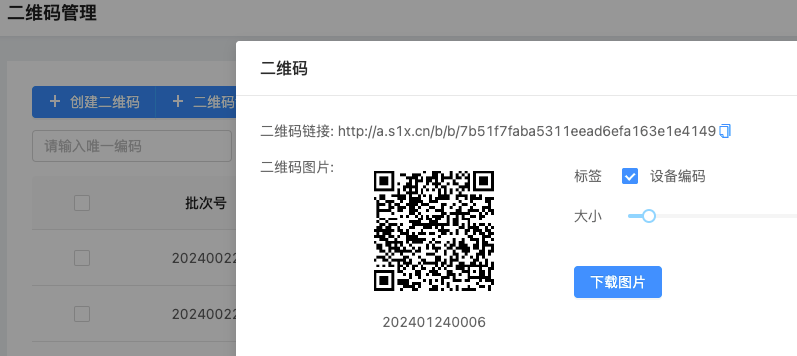 二维码管理
二维码
创建二维码
二维码
二维码链接: http://a.s1x.cn/b/b/7b51f7faba5311eead6efa163e1e4149
请输入唯一编码
二维码图片:
标签
设备编码
批次号
大小
20240022
下载图片
20240022
202401240006